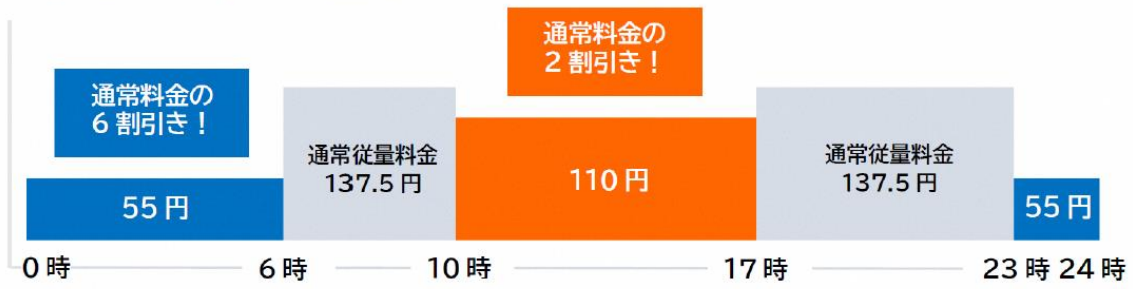 通常料金の
2割引き！
通常料金の
6割引き！
通常従量料金
137.5円
通常従量料金
137.5円
110円
55円
55円
0時 6時 10時 17時 23時 24時